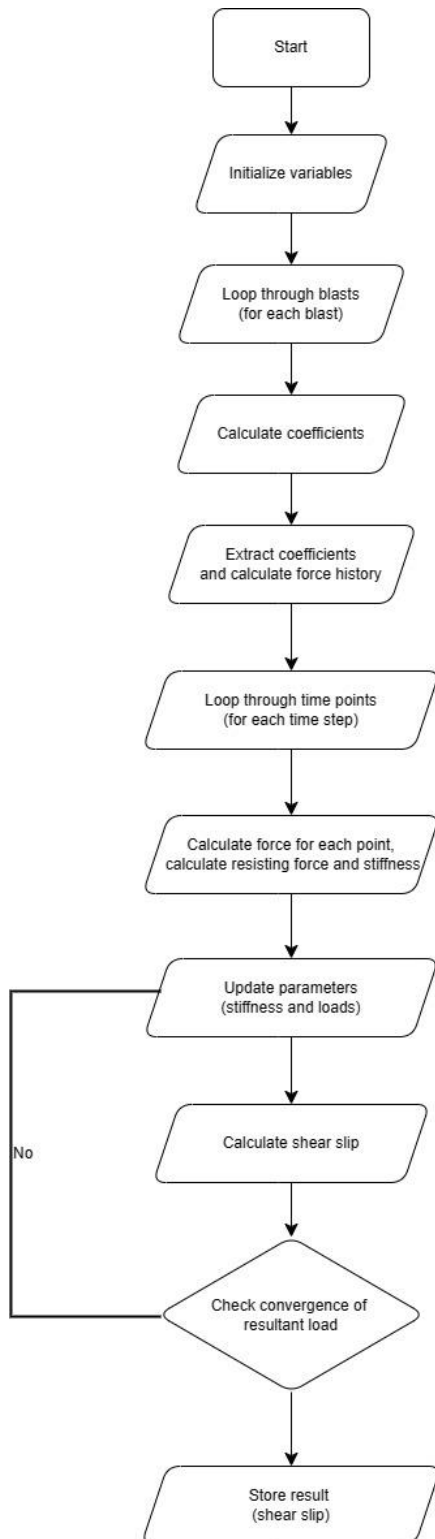 Start
Initialize variables
Loop through blasts
(for each blast)
Calculate coefficients
Extract coefficients
and calculate force history
Loop through time points
(for each time step)
Calculate force for each point,
calculate resisting force and stiffness
Update parameters
(stiffness and loads)
Calculate shear slip
No
Check convergence of
resultant load
Store result
(shear slip)